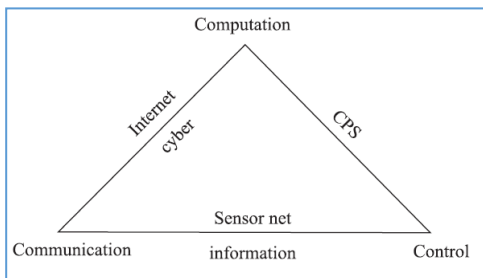 Computation
Internet
cyber
CPS
Sensor net
Communication
information
Control